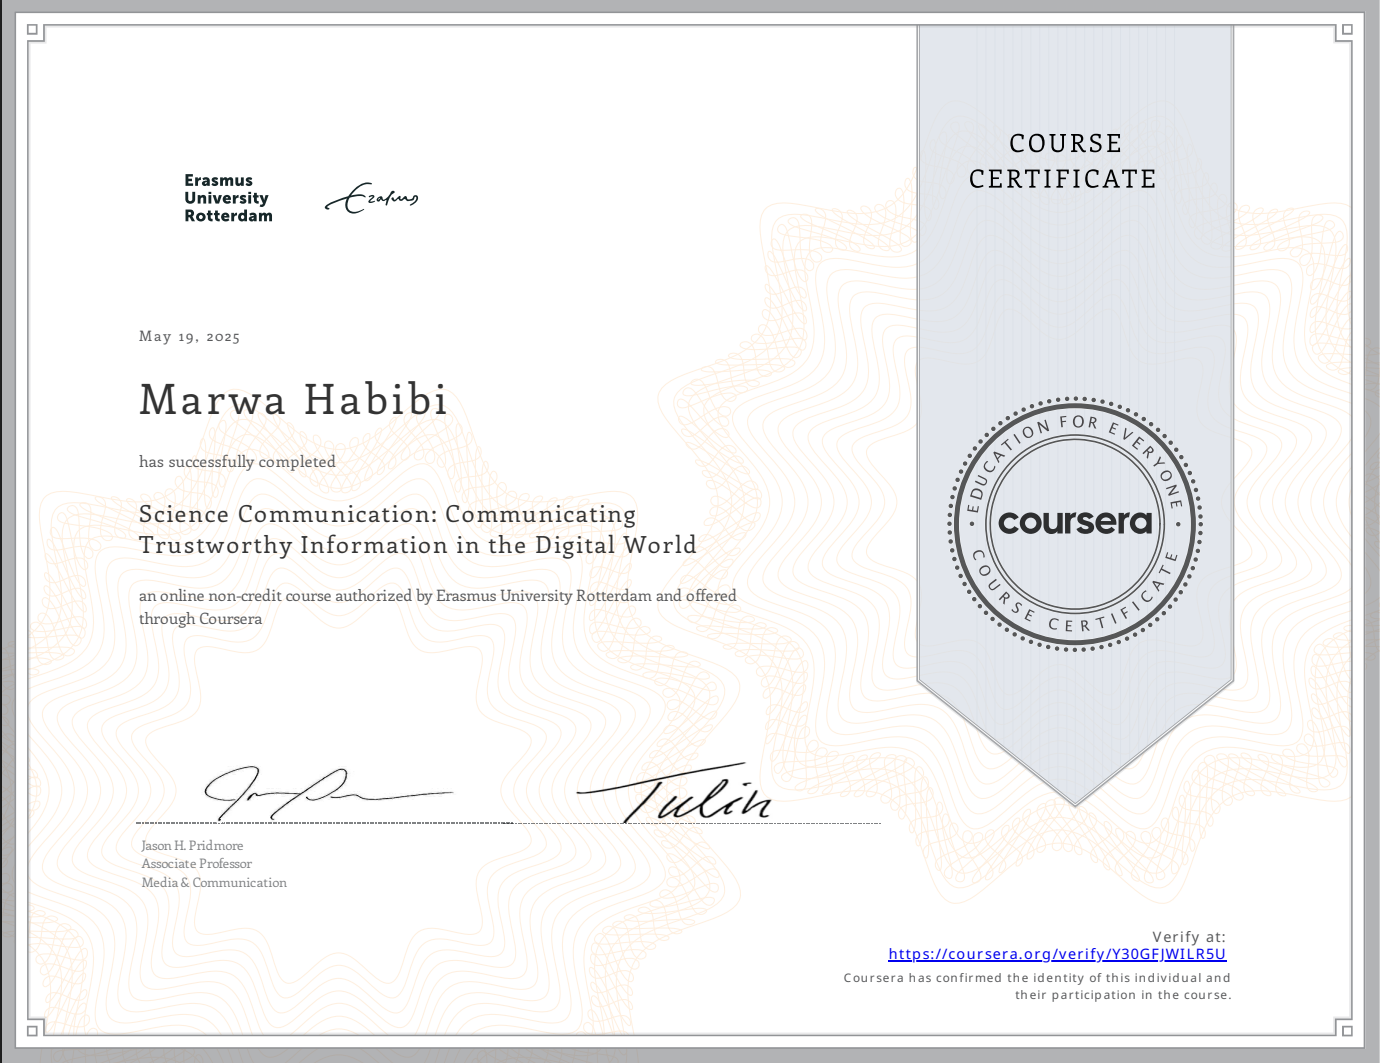 COURSE
CERTIFICATE
Erasmus
University
Rotterdam
Erasmus
May 19, 2025
Marwa Habibi
has successfully completed
Science Communication: Communicating
Trustworthy Information in the Digital World
an online non-credit course authorized by Erasmus University Rotterdam and offered
through Coursera
EDUCATION FOR EVERYONE
coursera
COURSE CERTIFICATE
Tulin
Jason H. Pridmore
Associate Professor
Media & Communication
Verify at:
https://coursera.org/verify/Y30GFJWILR5U
Coursera has confirmed the identity of this individual and
their participation in the course.